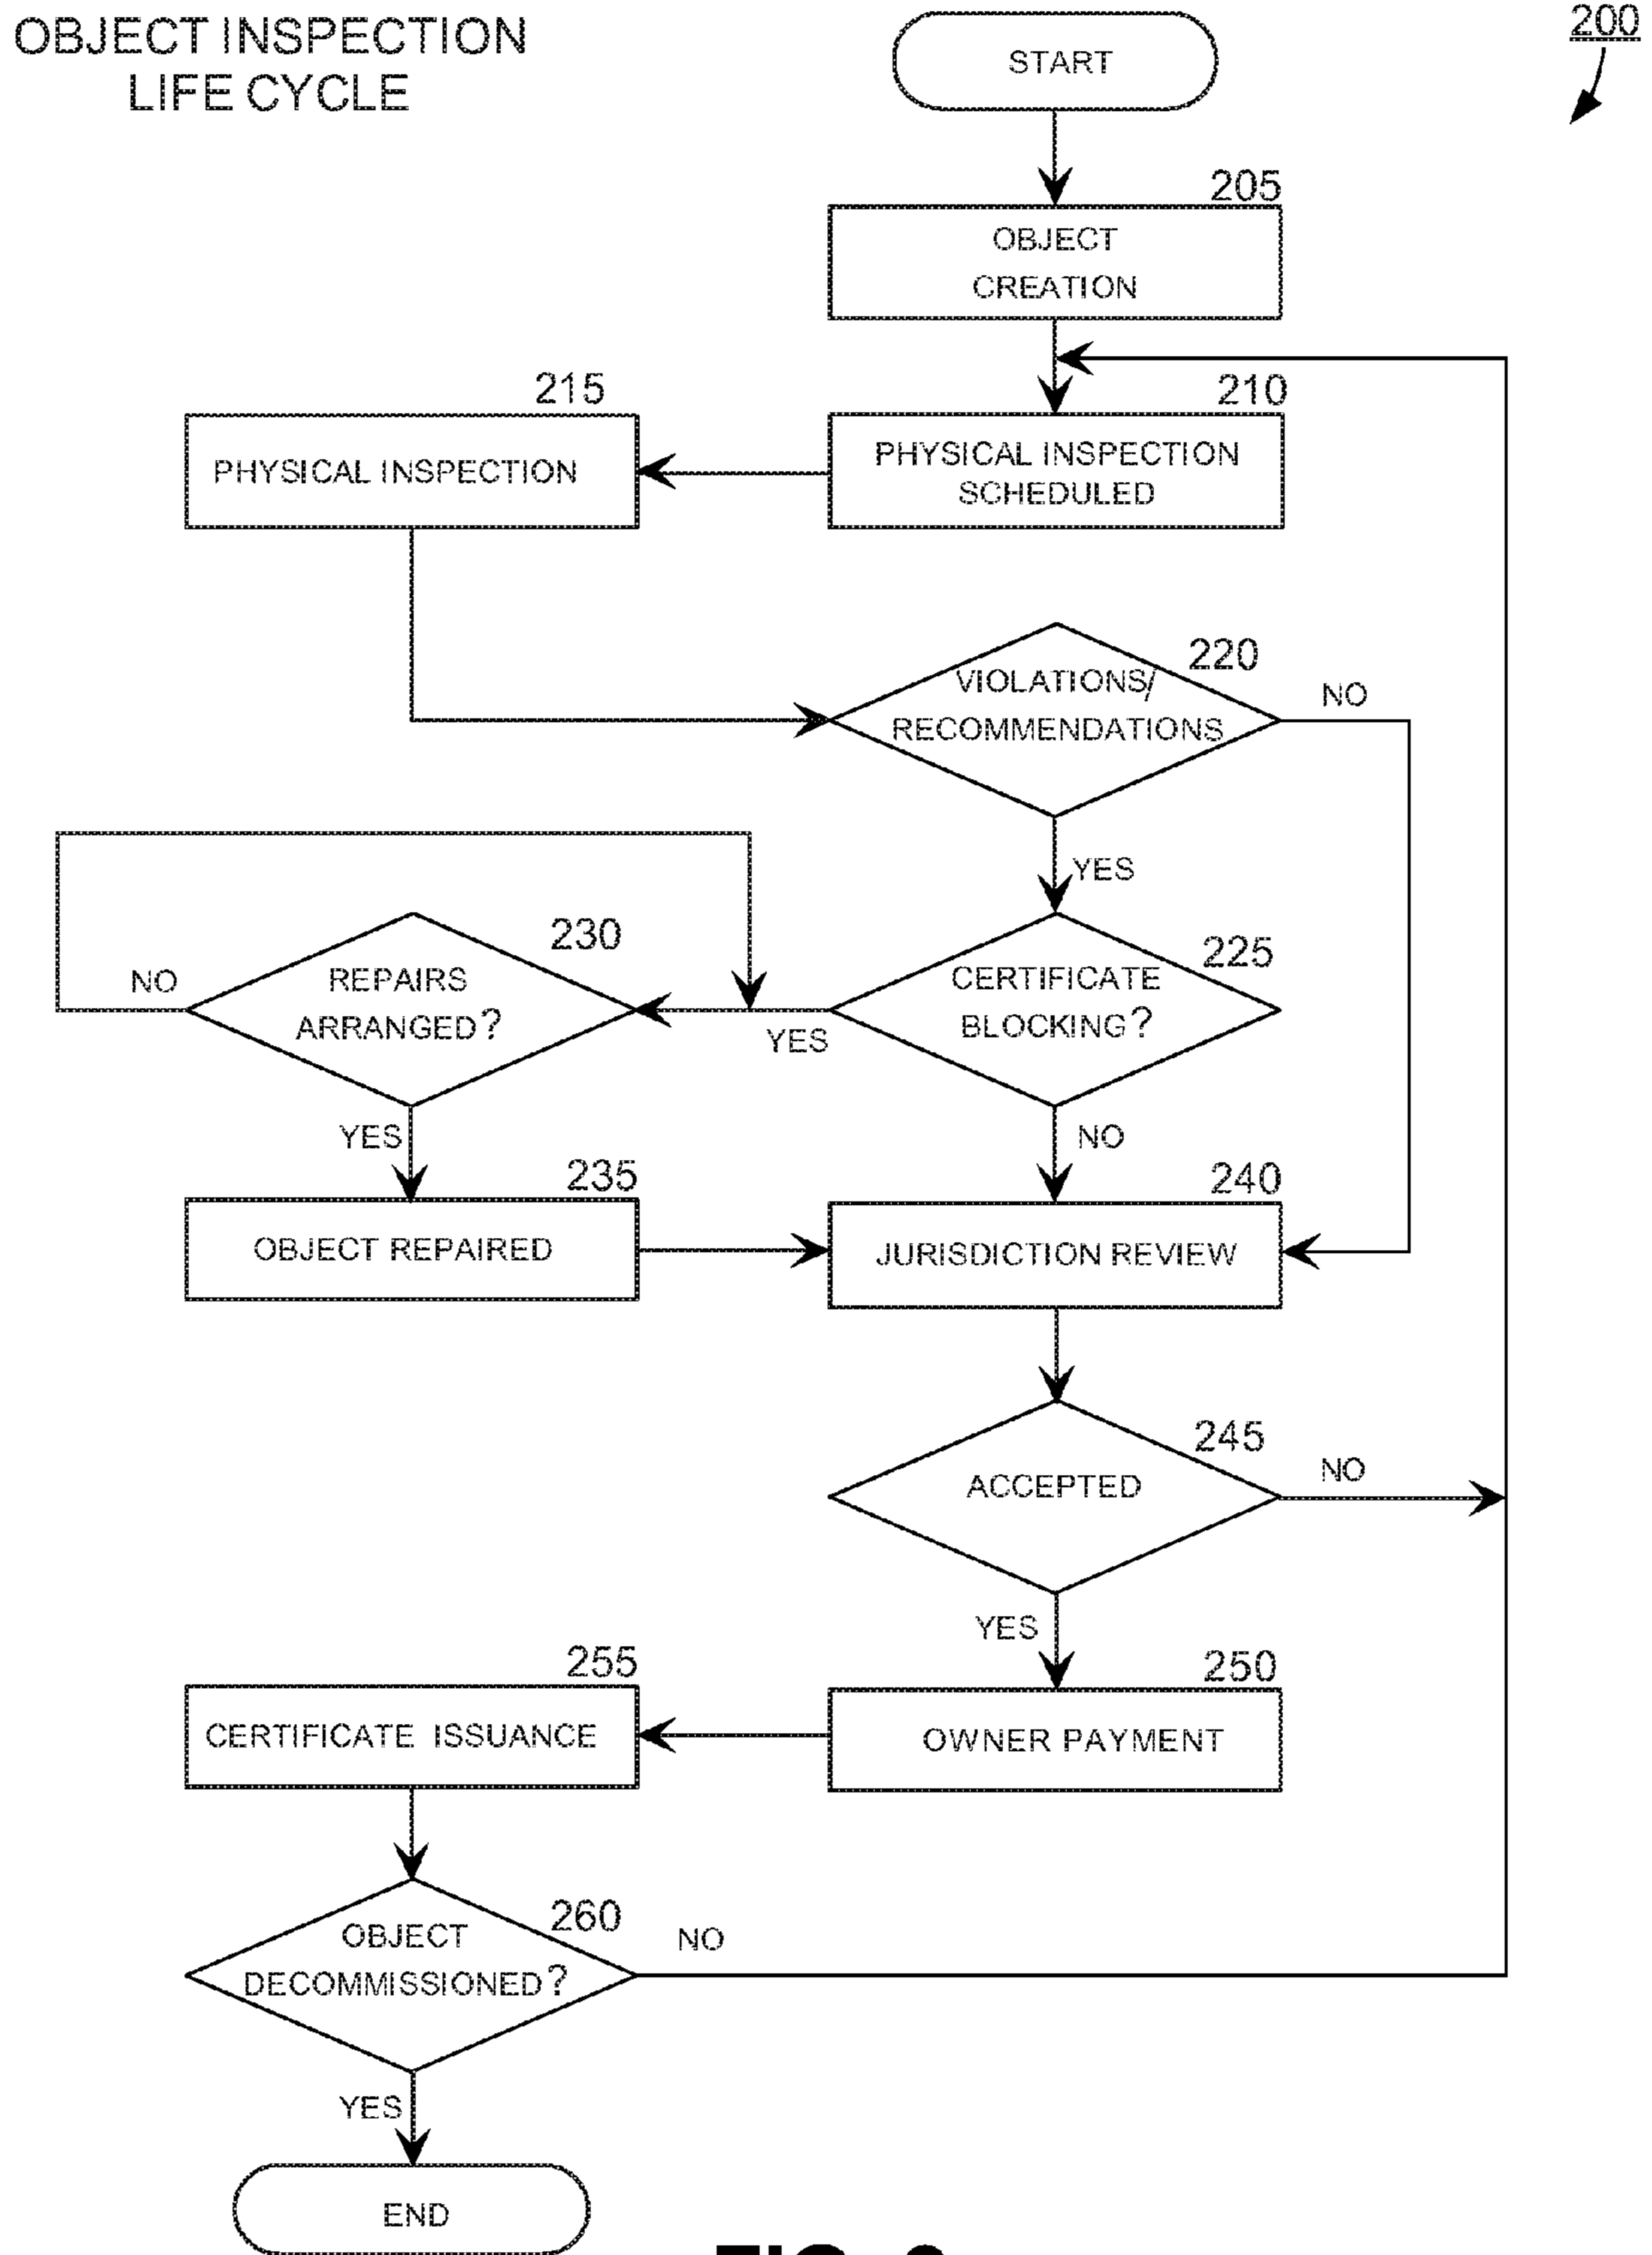 OBJECT INSPECTION
LIFE CYCLE
200
START
205
OBJECT
CREATION
215
210
PHYSICAL INSPECTION
PHYSICAL INSPECTION
SCHEDULED
220
VIOLATIONS/
RECOMMENDATIONS
NO
YES
230
225
NO
REPAIRS
ARRANGED?
CERTIFICATE
BLOCKING?
YES
YES
NO
235
240
OBJECT REPAIRED
JURISDICTION REVIEW
245
ACCEPTED
NO
YES
255
250
CERTIFICATE ISSUANCE
OWNER PAYMENT
260
OBJECT
DECOMMISSIONED?
NO
YES
END